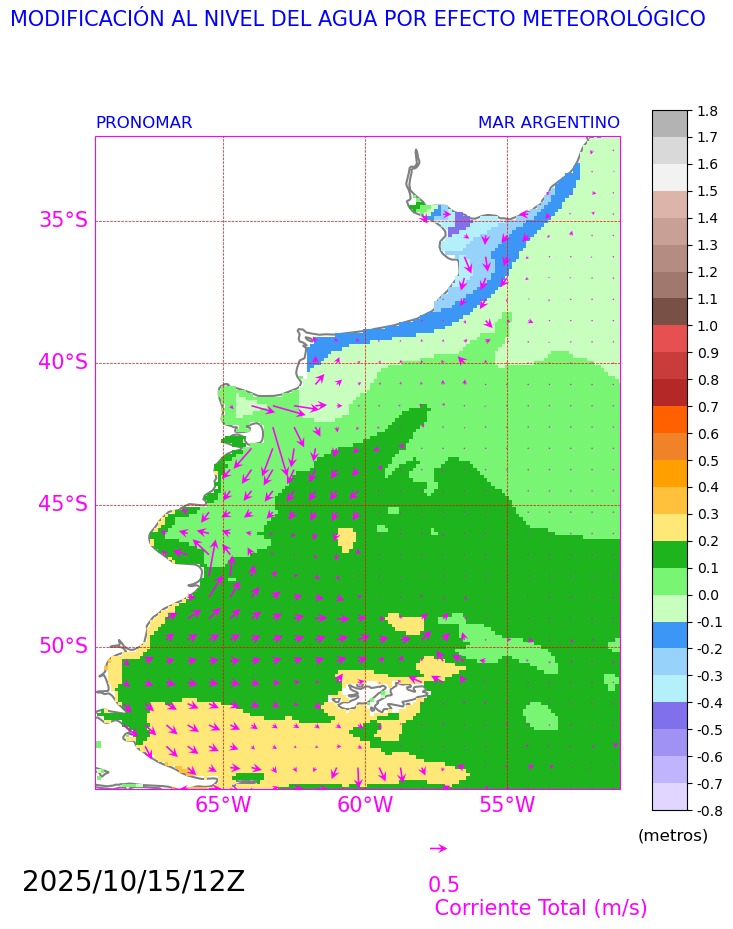 MODIFICACIÓN AL NIVEL DEL AGUA POR EFECTO METEOROLÓGICO
PRONOMAR
MAR ARGENTINO
35°S
40°S
45°S
50°S
65°W
60°W
55°W
1.8
1.7
1.6
1.5
1.4
1.3
1.2
1.1
1.0
0.9
0.8
0.7
0.6
0.5
0.4
0.3
0.2
0.1
0.0
-0.1
-0.2
-0.3
-0.4
-0.5
-0.6
-0.7
-0.8
(metros)
2025/10/15/12Z
0.5
Corriente Total (m/s)